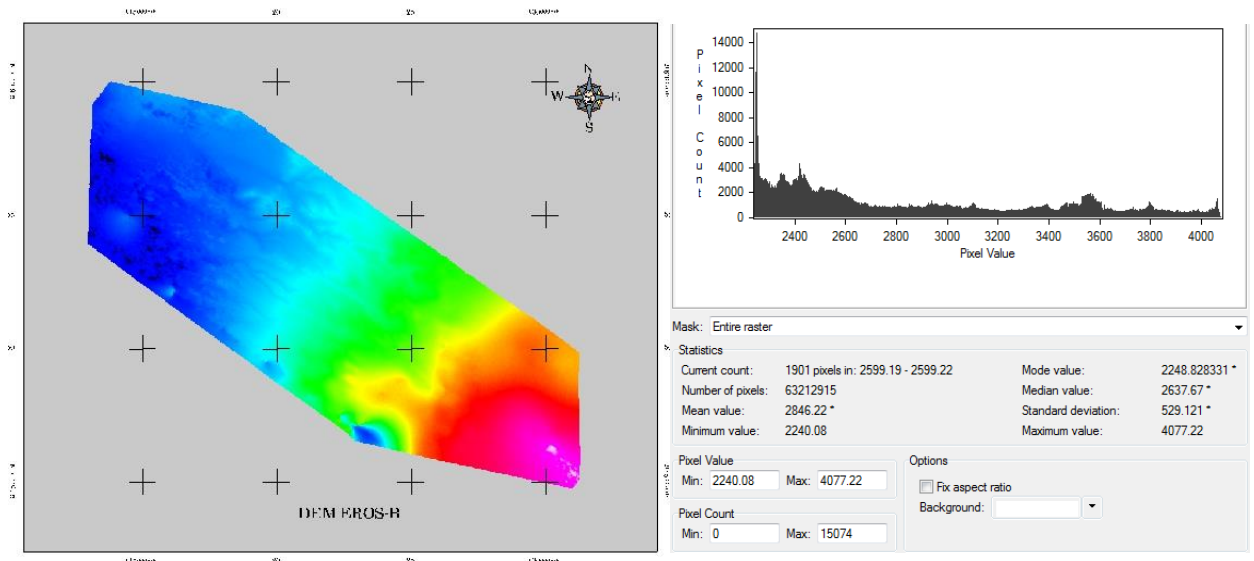 N
W E
S
DEM EROS-B
Pixel Count
14000
12000
10000
8000
6000
4000
2000
0
2400 2600 2800 3000 3200 3400 3600 3800 4000
Pixel Value
Mask: Entire raster
Statistics
Current count: 1901 pixels in: 2599.19 - 2599.22 Mode value: 2248.828331 *
Number of pixels: 63212915 Median value: 2637.67 *
Mean value: 2846.22 * Standard deviation: 529.121 *
Minimum value: 2240.08 Maximum value: 4077.22
Pixel Value Options
Min: 2240.08 Max: 4077.22 Fix aspect ratio
Background:
Pixel Count
Min: 0 Max: 15074